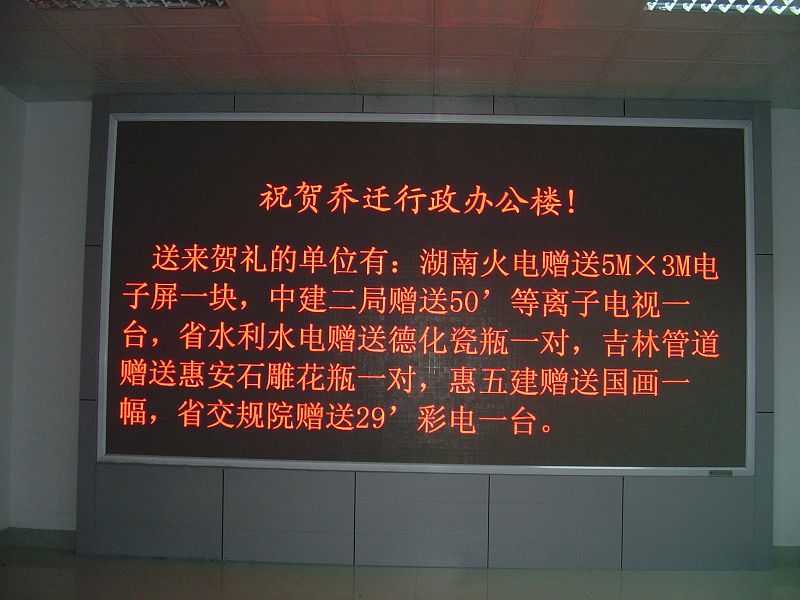 祝贺乔迁行政办公楼!
送来贺礼的单位有：湖南火电赠送5M×3M电
子屏一块，中建二局赠送50’等离子电视一
台，省水利水电赠送德化瓷瓶一对，吉林管道
赠送惠安石雕花瓶一对，惠五建赠送国画一
幅，省交规院赠送29’彩电一台。